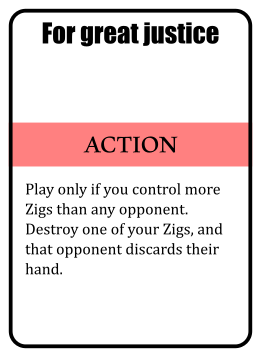 For great justice
ACTION
Play only if you control more
Zigs than any opponent.
Destroy one of your Zigs, and
that opponent discards their
hand.